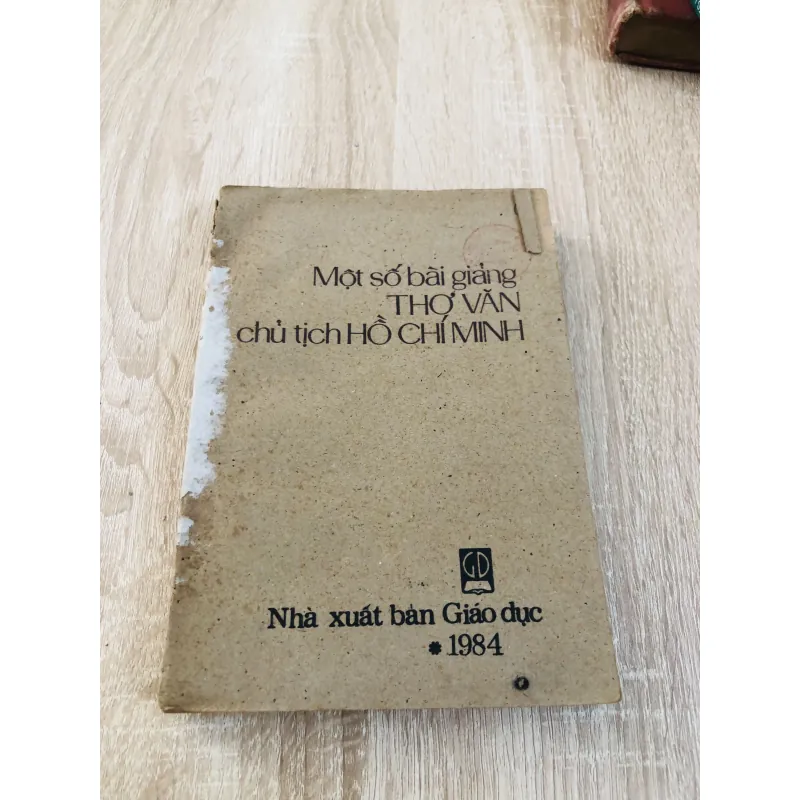 Một số bài giảng
THƠ VĂN
chủ tịch HỒ CHÍ MINH
GD
Nhà xuất bản Giáo dục
* 1984